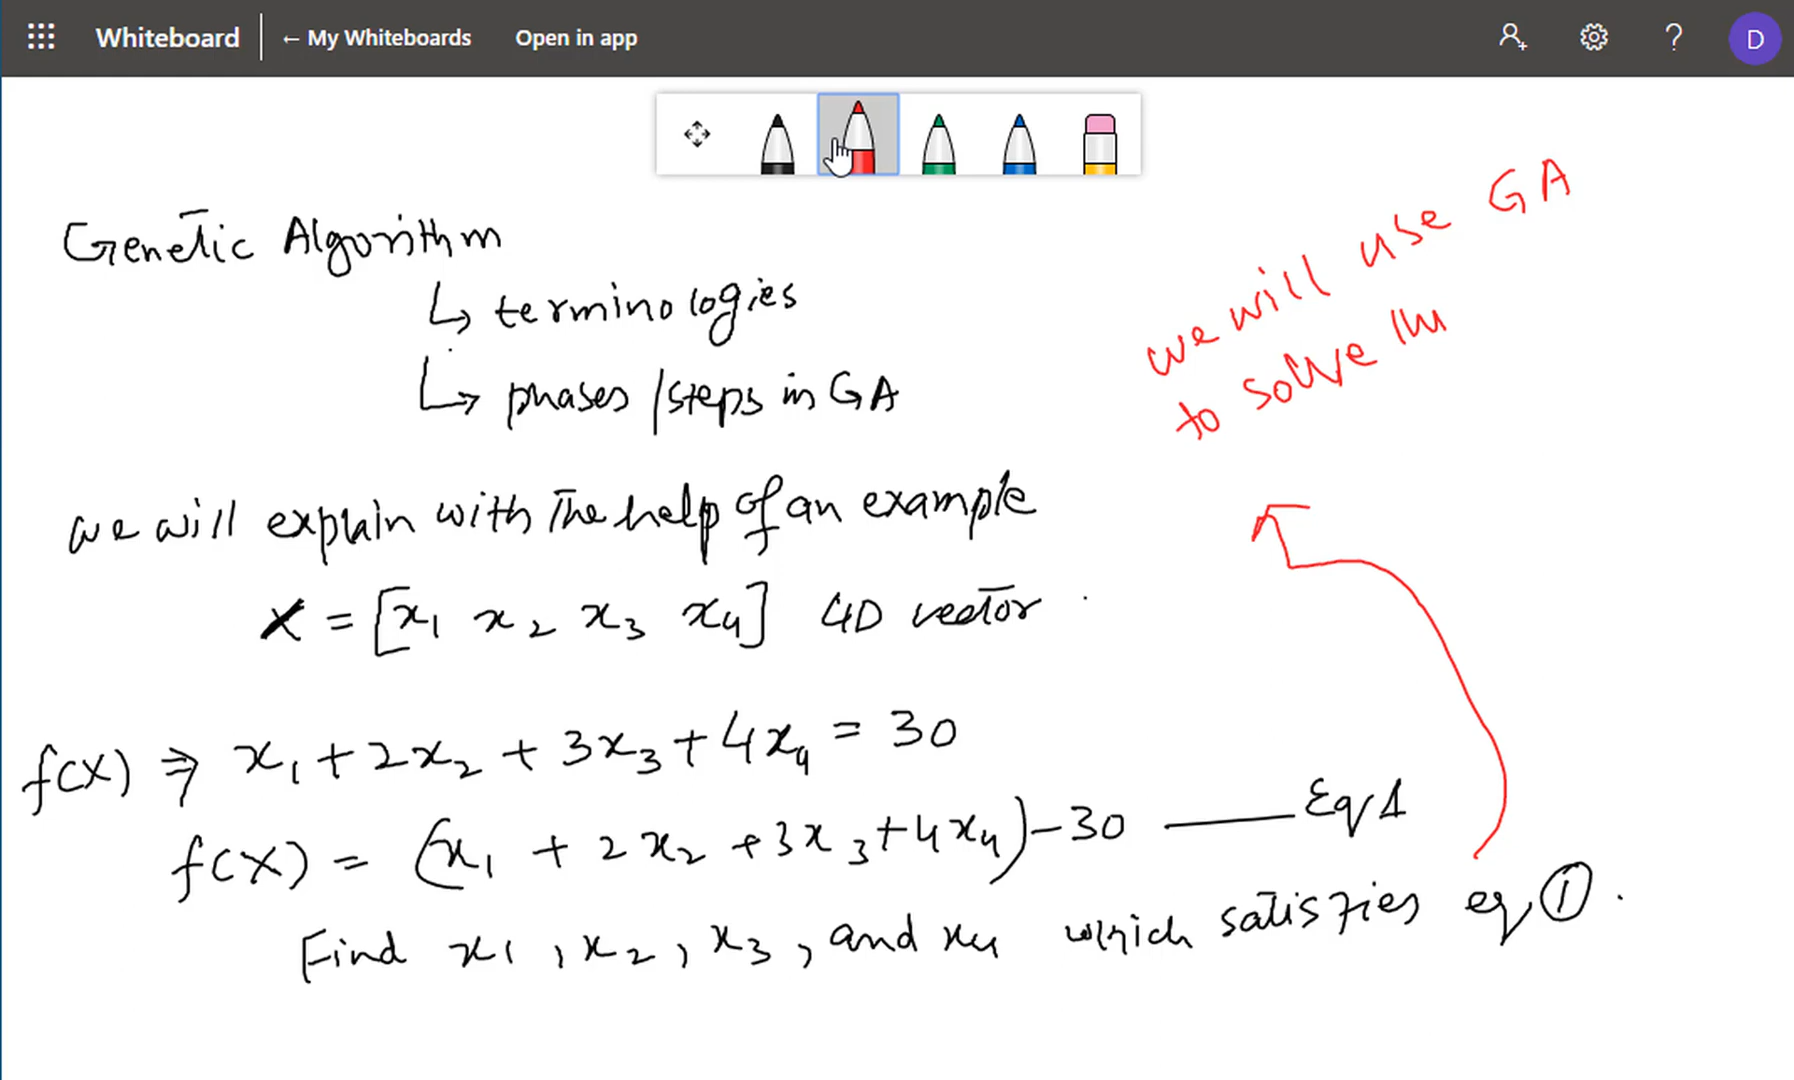 Whiteboard ← My Whiteboards Open in app ? D
Genetic Algorithm
↳ terminologies
↳ phases / steps in GA
we will explain with the help of an example
X = [x1 x2 x3 x4] 4D vector
f(X) ⇒ x1 + 2x2 + 3x3 + 4x4 = 30
f(X) = (x1 + 2x2 + 3x3 + 4x4) - 30 — Eq 1
Find x1, x2, x3, and x4 which satisfies eq ①.
we will use GA
to solve